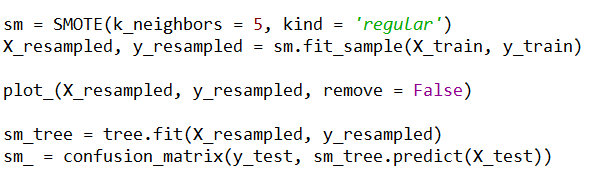 sm = SMOTE(k_neighbors = 5, kind = 'regular')
X_resampled, y_resampled = sm.fit_sample(X_train, y_train)
plot_(X_resampled, y_resampled, remove = False)
sm_tree = tree.fit(X_resampled, y_resampled)
sm_ = confusion_matrix(y_test, sm_tree.predict(X_test))